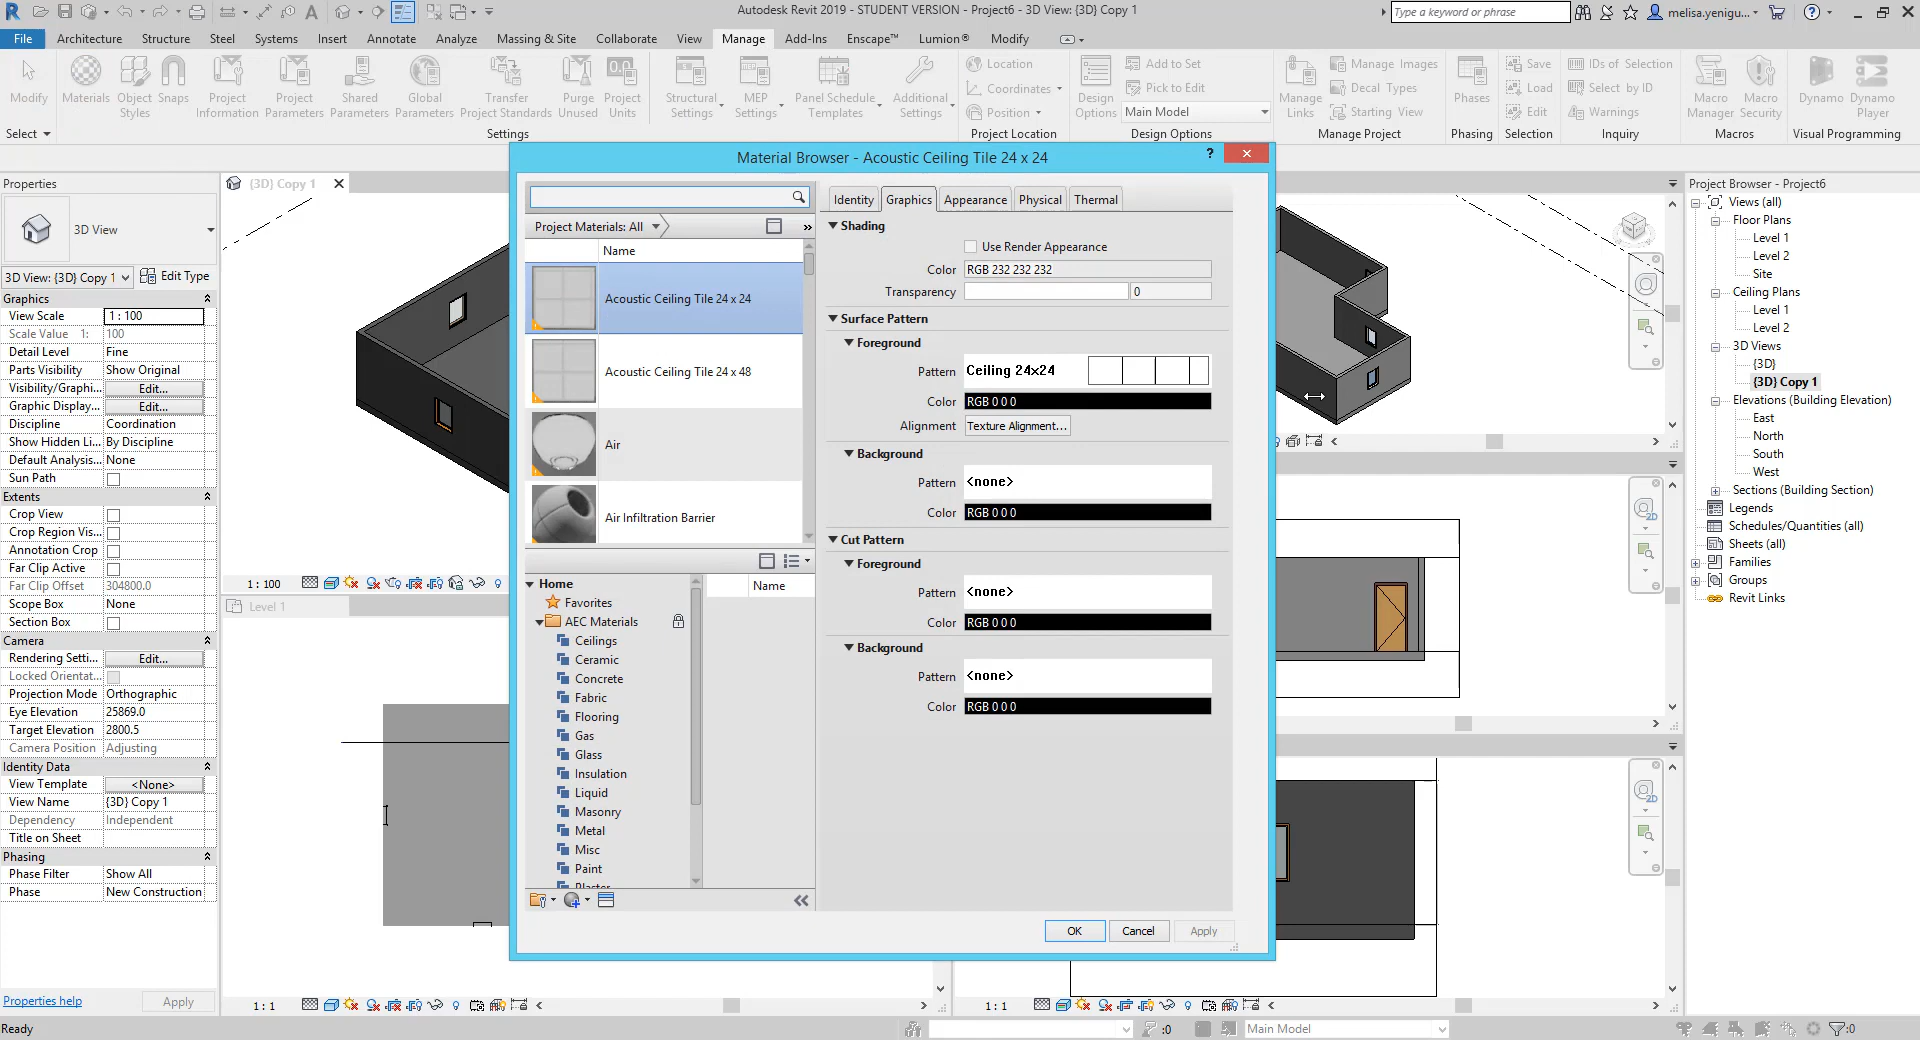 Autodesk Revit 2019 - STUDENT VERSION - Project6 - 3D View: {3D} Copy 1
Type a keyword or phrase
melisa.yenigu...
File
Architecture
Structure
Steel
Systems
Insert
Annotate
Analyze
Massing & Site
Collaborate
View
Manage
Add-Ins
Enscape™
Lumion®
Modify
Modify
Materials
Object Styles
Snaps
Project Information
Project Parameters
Shared Parameters
Global Parameters
Transfer Project Standards
Purge Unused
Project Units
Structural Settings
MEP Settings
Panel Schedule Templates
Additional Settings
Location
Coordinates
Position
Design Options
Add to Set
Pick to Edit
Main Model
Manage Links
Manage Images
Decal Types
Starting View
Phases
Save
Load
Edit
IDs of Selection
Select by ID
Warnings
Macro Manager
Macro Security
Dynamo
Dynamo Player
Select
Settings
Project Location
Design Options
Manage Project
Phasing
Selection
Inquiry
Macros
Visual Programming
Properties
3D View
3D View: {3D} Copy 1
Edit Type
Graphics
View Scale 1 : 100
Scale Value 1: 100
Detail Level Fine
Parts Visibility Show Original
Visibility/Graphi... Edit...
Graphic Display... Edit...
Discipline Coordination
Show Hidden Li... By Discipline
Default Analysis... None
Sun Path
Extents
Crop View
Crop Region Vis...
Annotation Crop
Far Clip Active
Far Clip Offset 304800.0
Scope Box None
Section Box
Camera
Rendering Setti... Edit...
Locked Orientat...
Projection Mode Orthographic
Eye Elevation 25869.0
Target Elevation 2800.5
Camera Position Adjusting
Identity Data
View Template <None>
View Name {3D} Copy 1
Dependency Independent
Title on Sheet
Phasing
Phase Filter Show All
Phase New Construction
Properties help
Apply
Ready
{3D} Copy 1
1 : 100
Level 1
1 : 1
Material Browser - Acoustic Ceiling Tile 24 x 24
?
Project Materials: All
»
Name
Acoustic Ceiling Tile 24 x 24
Acoustic Ceiling Tile 24 x 48
Air
Air Infiltration Barrier
Home
Favorites
AEC Materials
Ceilings
Ceramic
Concrete
Fabric
Flooring
Gas
Glass
Insulation
Liquid
Masonry
Metal
Misc
Paint
Plaster
Name
Identity
Graphics
Appearance
Physical
Thermal
Shading
Use Render Appearance
Color RGB 232 232 232
Transparency 0
Surface Pattern
Foreground
Pattern Ceiling 24x24
Color RGB 0 0 0
Alignment Texture Alignment...
Background
Pattern <none>
Color RGB 0 0 0
Cut Pattern
Foreground
Pattern <none>
Color RGB 0 0 0
Background
Pattern <none>
Color RGB 0 0 0
OK
Cancel
Apply
2D
2D
1 : 1
Project Browser - Project6
Views (all)
Floor Plans
Level 1
Level 2
Site
Ceiling Plans
Level 1
Level 2
3D Views
{3D}
{3D} Copy 1
Elevations (Building Elevation)
East
North
South
West
Sections (Building Section)
Legends
Schedules/Quantities (all)
Sheets (all)
Families
Groups
Revit Links
:0
Main Model
:0